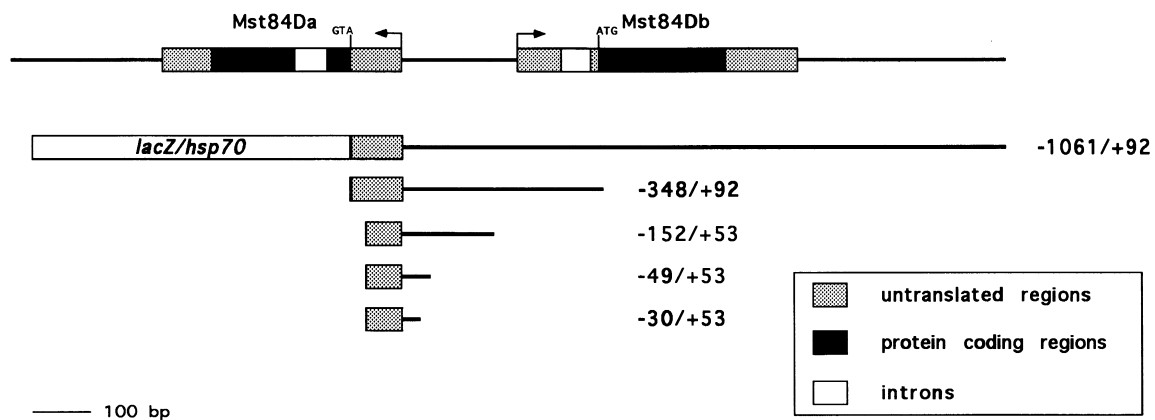 Mst84Da
GTA
ATG
Mst84Db
lacZ/hsp70
-1061/+92
-348/+92
-152/+53
-49/+53
-30/+53
untranslated regions
protein coding regions
introns
100 bp